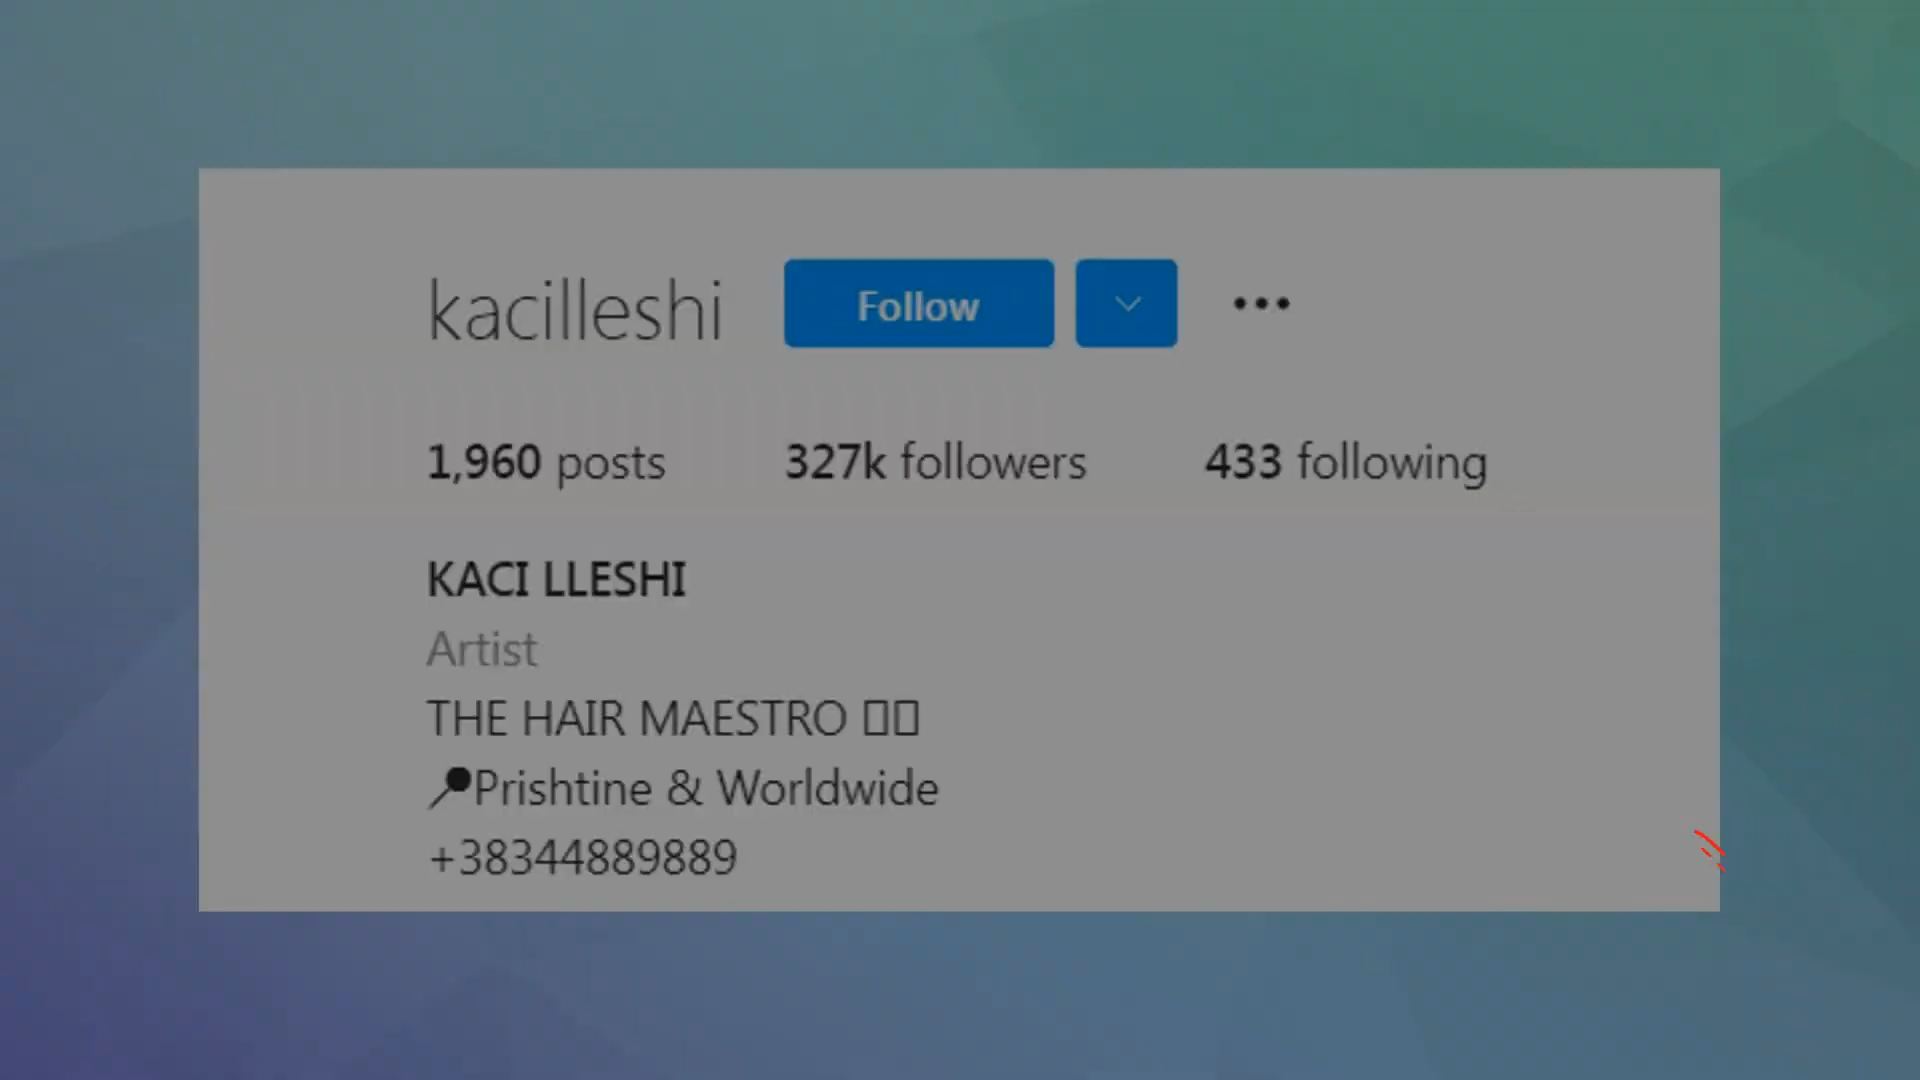 kacilleshi Follow
1,960 posts 327k followers 433 following
KACI LLESHI
Artist
THE HAIR MAESTRO
Prishtine & Worldwide
+38344889889